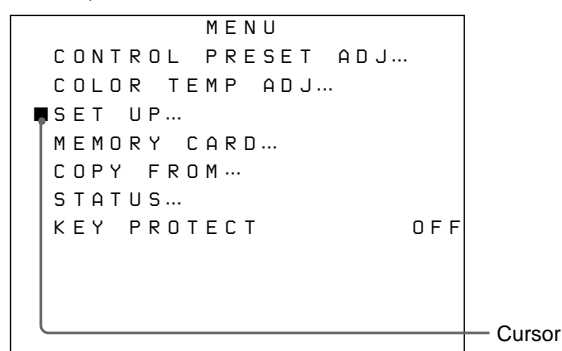 MENU
CONTROL PRESET ADJ…
COLOR TEMP ADJ…
SET UP…
MEMORY CARD…
COPY FROM…
STATUS…
KEY PROTECT OFF
Cursor